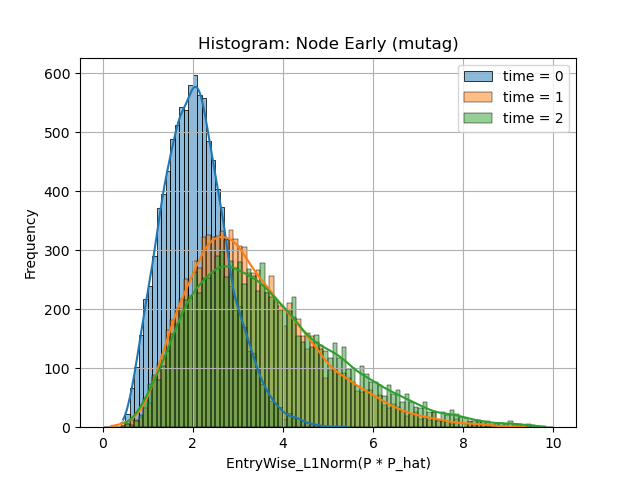 Histogram: Node Early (mutag)
time = 0
time = 1
time = 2
600
500
400
300
200
100
0
Frequency
0 2 4 6 8 10
EntryWise_L1Norm(P * P_hat)